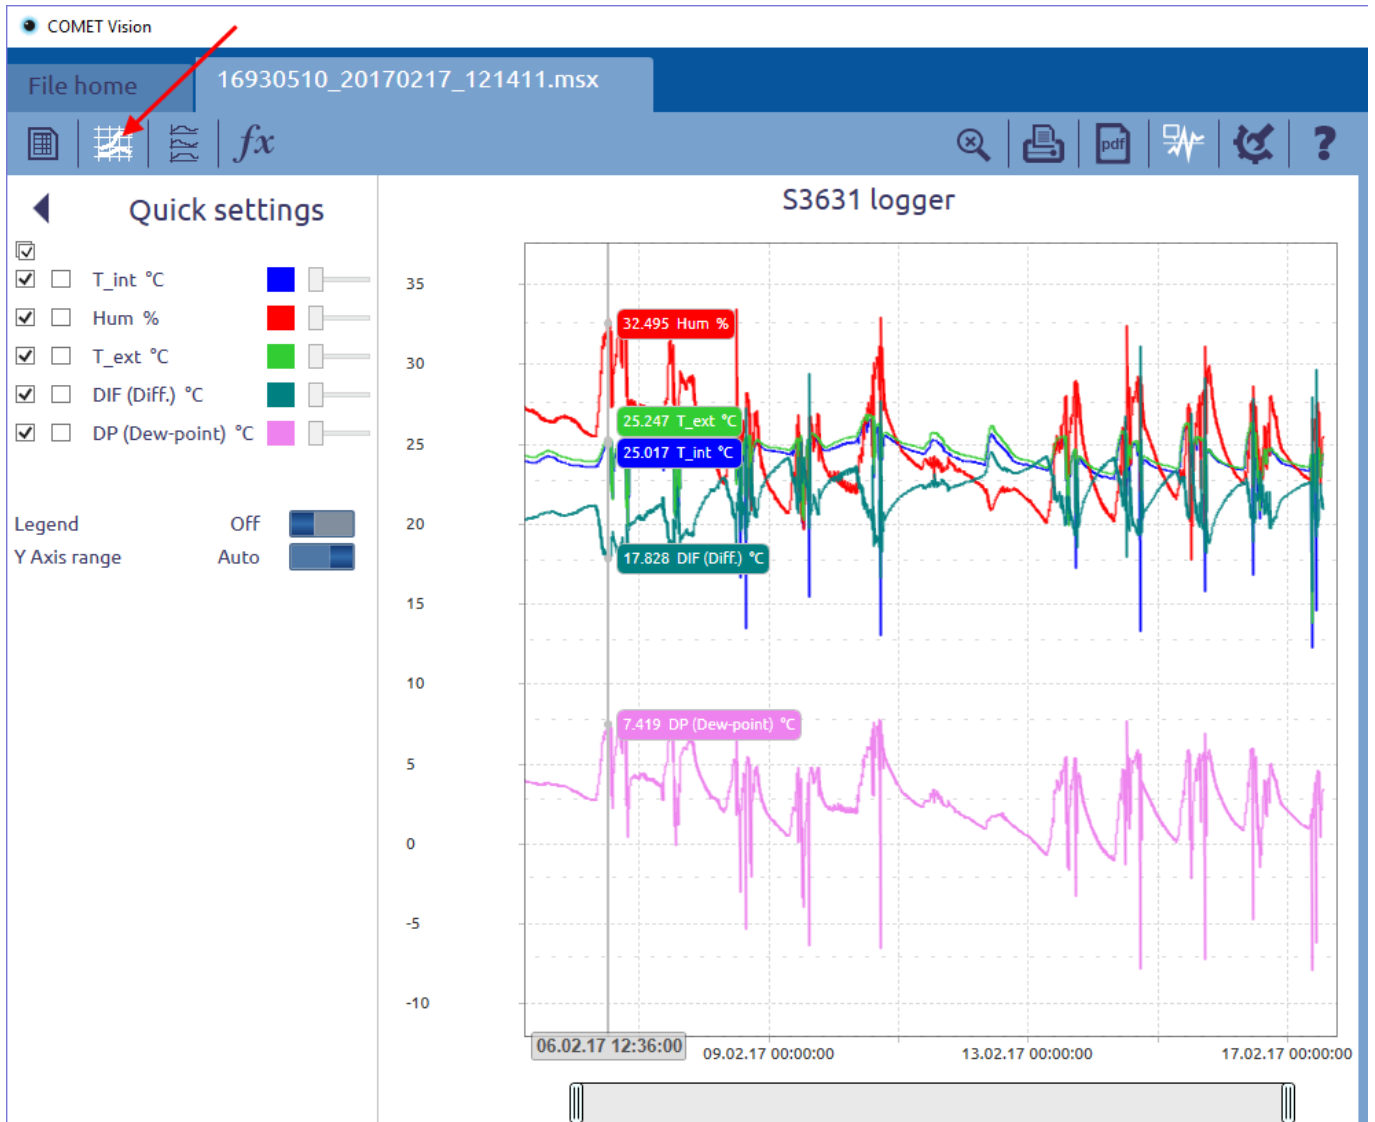 COMET Vision
File home
16930510_20170217_121411.msx
fx
pdf
?
Quick settings
S3631 logger
T_int °C
Hum %
T_ext °C
DIF (Diff.) °C
DP (Dew-point) °C
Legend Off
Y Axis range Auto
35
30
25
20
15
10
5
0
-5
-10
32.495 Hum %
25.247 T_ext °C
25.017 T_int °C
17.828 DIF (Diff.) °C
7.419 DP (Dew-point) °C
06.02.17 12:36:00
09.02.17 00:00:00
13.02.17 00:00:00
17.02.17 00:00:00